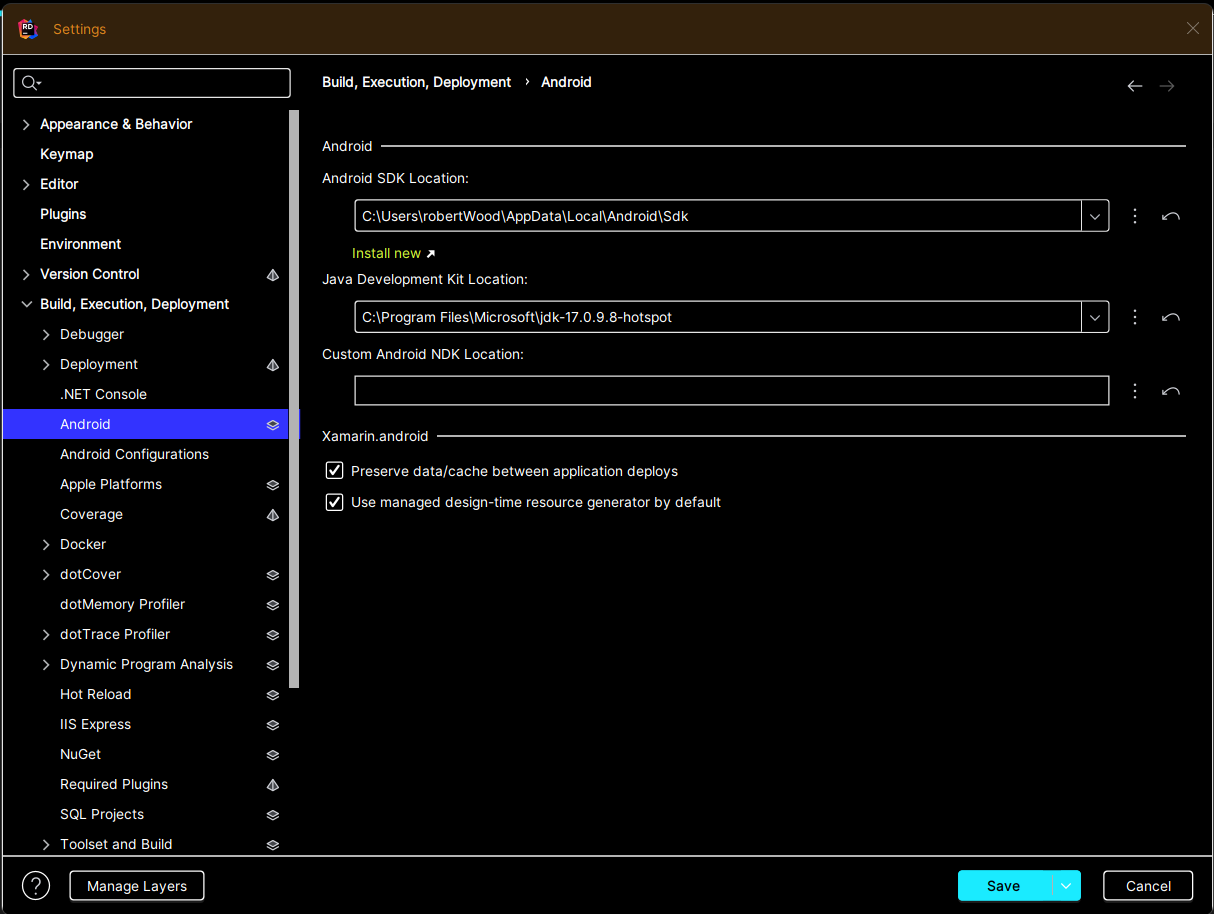 RD
Settings
Appearance & Behavior
Keymap
Editor
Plugins
Environment
Version Control
Build, Execution, Deployment
Debugger
Deployment
.NET Console
Android
Android Configurations
Apple Platforms
Coverage
Docker
dotCover
dotMemory Profiler
dotTrace Profiler
Dynamic Program Analysis
Hot Reload
IIS Express
NuGet
Required Plugins
SQL Projects
Toolset and Build
Build, Execution, Deployment › Android
Android
Android SDK Location:
C:\Users\robertWood\AppData\Local\Android\Sdk
Install new
Java Development Kit Location:
C:\Program Files\Microsoft\jdk-17.0.9.8-hotspot
Custom Android NDK Location:
Xamarin.android
Preserve data/cache between application deploys
Use managed design-time resource generator by default
? Manage Layers Save Cancel